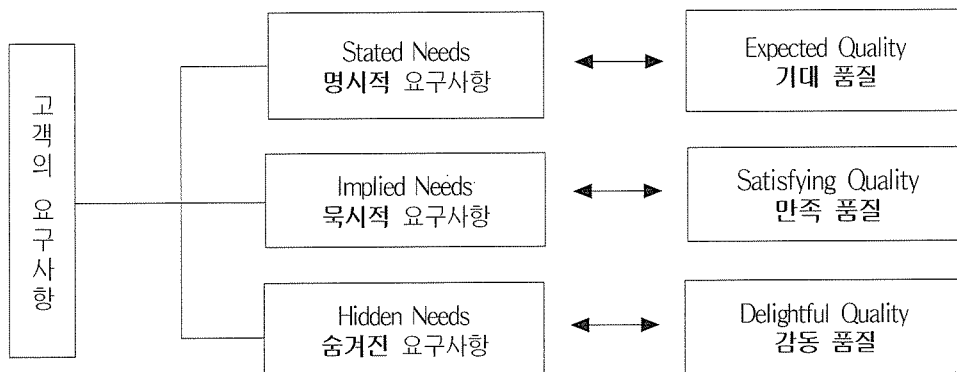 고객의 요구사항
Stated Needs
명시적 요구사항
Expected Quality
기대 품질
Implied Needs
묵시적 요구사항
Satisfying Quality
만족 품질
Hidden Needs
숨겨진 요구사항
Delightful Quality
감동 품질